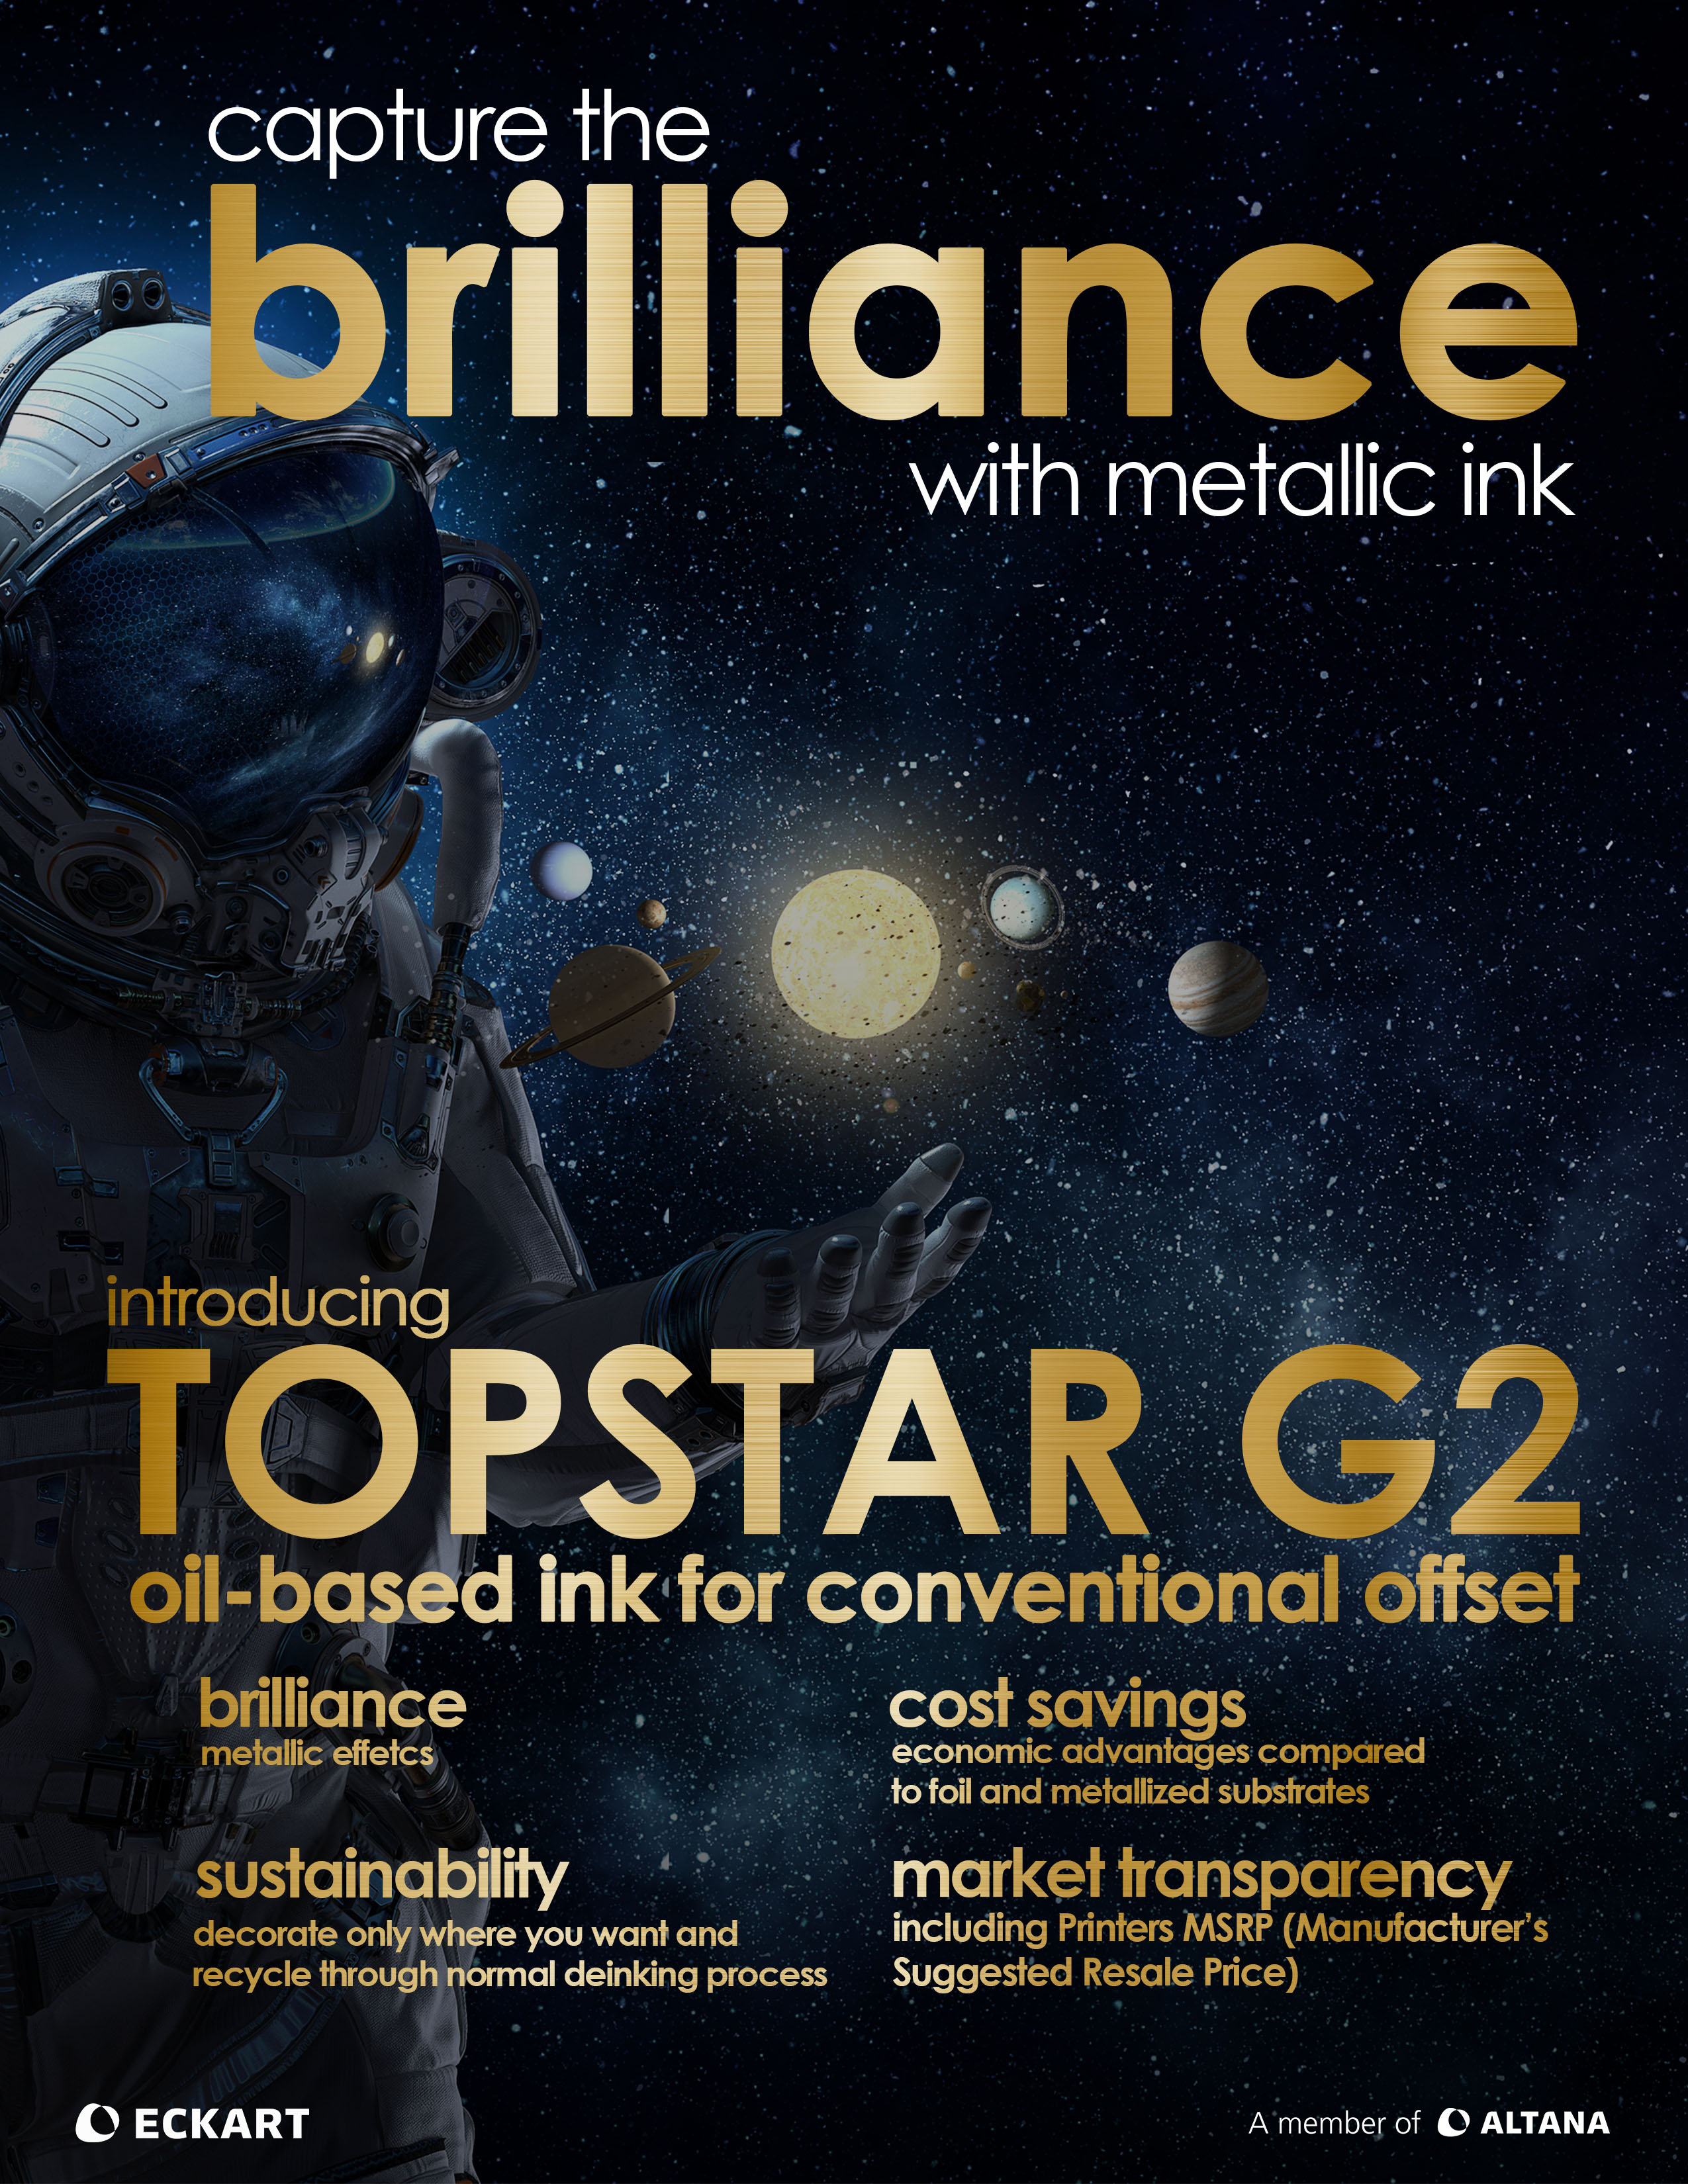 capture the
brilliance
with metallic ink
introducing
TOPSTAR G2
oil-based ink for conventional offset
brilliance
metallic effetcs
cost savings
economic advantages compared
to foil and metallized substrates
sustainability
decorate only where you want and
recycle through normal deinking process
market transparency
including Printers MSRP (Manufacturer's
Suggested Resale Price)
ECKART
A member of ALTANA